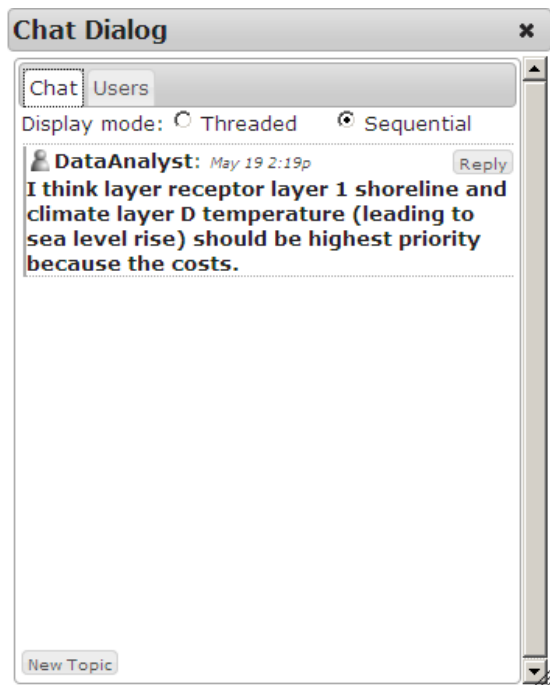 Chat Dialog
Chat Users
Display mode: Threaded Sequential
DataAnalyst: May 19 2:19p Reply
I think layer receptor layer 1 shoreline and
climate layer D temperature (leading to
sea level rise) should be highest priority
because the costs.
New Topic